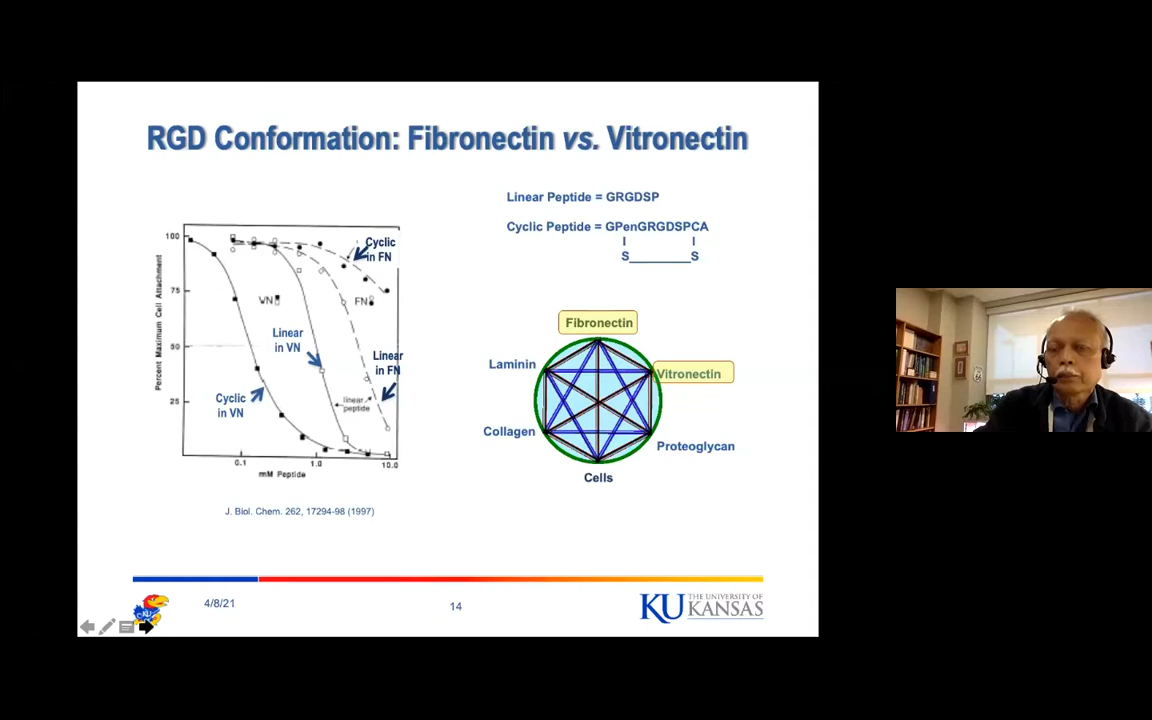 RGD Conformation: Fibronectin vs. Vitronectin
Linear Peptide = GRGDSP
Cyclic Peptide = GPenGRGDSPCA
I I
S_________S
Percent Maximum Cell Attachment
100
75
50
25
0.1
1.0
10.0
mM Peptide
VN
FN
Cyclic
in FN
Linear
in VN
Linear
in FN
Cyclic
in VN
linear
peptide
J. Biol. Chem. 262, 17294-98 (1997)
Fibronectin
Laminin
Vitronectin
Collagen
Proteoglycan
Cells
4/8/21
14
KU
THE UNIVERSITY OF
KANSAS